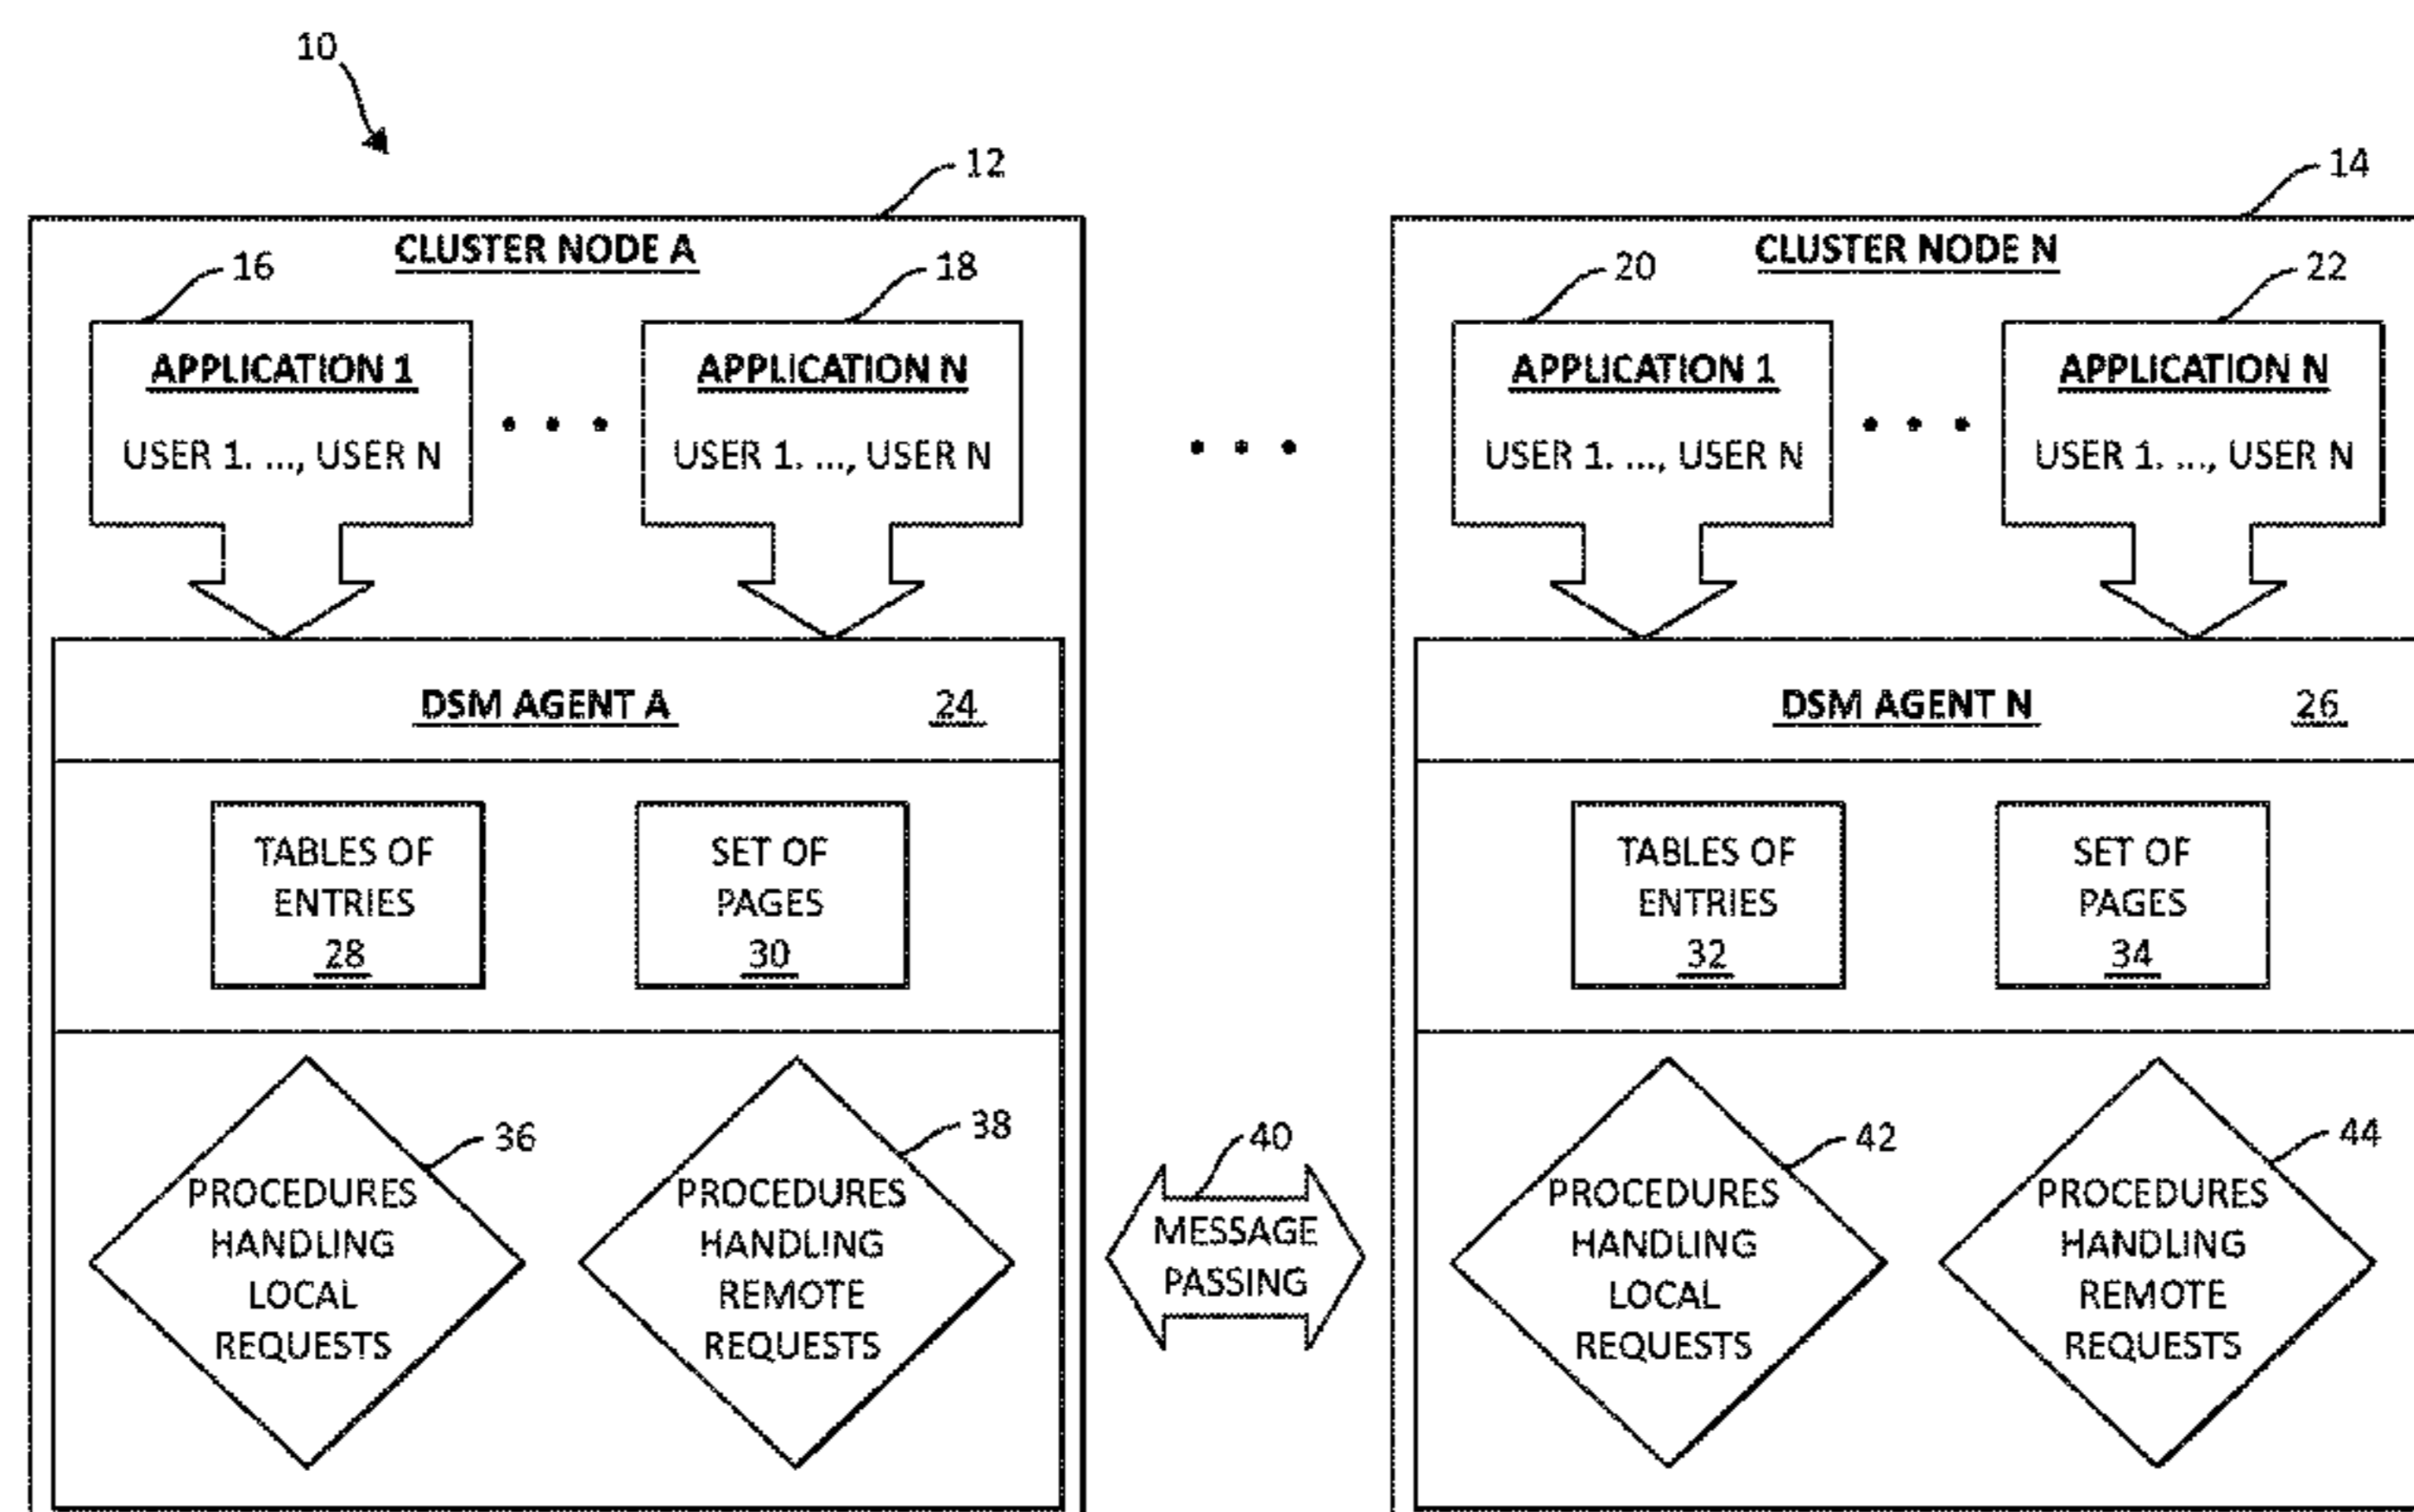 10
12
14
CLUSTER NODE A
CLUSTER NODE N
16
18
20
22
APPLICATION 1
USER 1. ..., USER N
APPLICATION N
USER 1. ..., USER N
APPLICATION 1
USER 1. ..., USER N
APPLICATION N
USER 1. ..., USER N
DSM AGENT A 24
DSM AGENT N 26
TABLES OF
ENTRIES
28
SET OF
PAGES
30
TABLES OF
ENTRIES
32
SET OF
PAGES
34
36
PROCEDURES
HANDLING
LOCAL
REQUESTS
38
PROCEDURES
HANDLING
REMOTE
REQUESTS
40
MESSAGE
PASSING
42
PROCEDURES
HANDLING
LOCAL
REQUESTS
44
PROCEDURES
HANDLING
REMOTE
REQUESTS